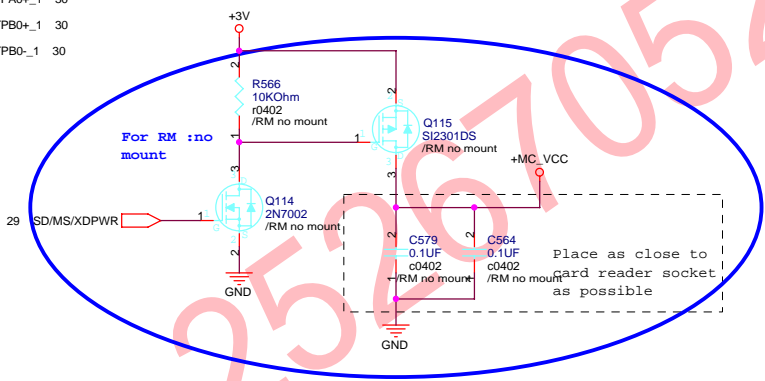 PA0+_1 30
PB0+_1 30
PB0-_1 30
+3V
2
R566
10KOhm
r0402
/RM no mount
1
For RM :no
mount
2
Q115
SI2301DS
/RM no mount
1
3
+MC_VCC
3
Q114
2N7002
/RM no mount
29 SD/MS/XDPWR
1
2
GND
2
C579
0.1UF
c0402
/RM no mount
1
2
C564
0.1UF
c0402
/RM no mount
1
Place as close to
card reader socket
as possible
GND
2526705